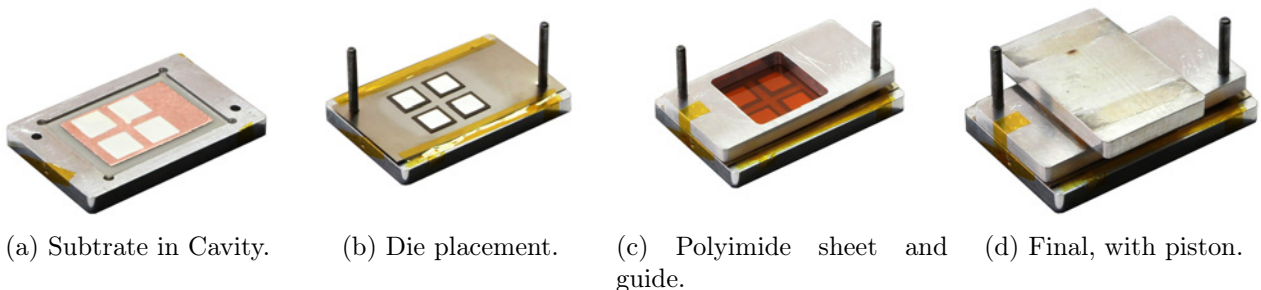 (a) Subtrate in Cavity.
(b) Die placement.
(c) Polyimide sheet and
guide.
(d) Final, with piston.